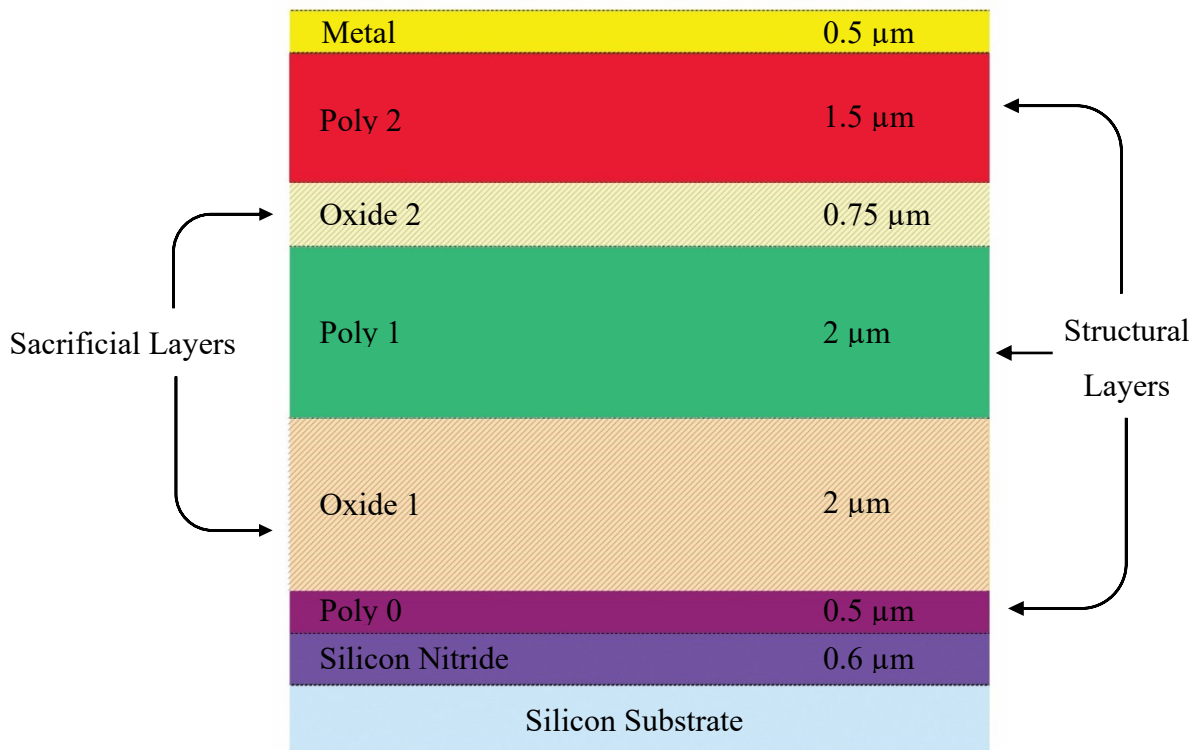 Metal 0.5 µm
Poly 2 1.5 µm
Oxide 2 0.75 µm
Poly 1 2 µm
Sacrificial Layers
Structural
Layers
Oxide 1 2 µm
Poly 0 0.5 µm
Silicon Nitride 0.6 µm
Silicon Substrate